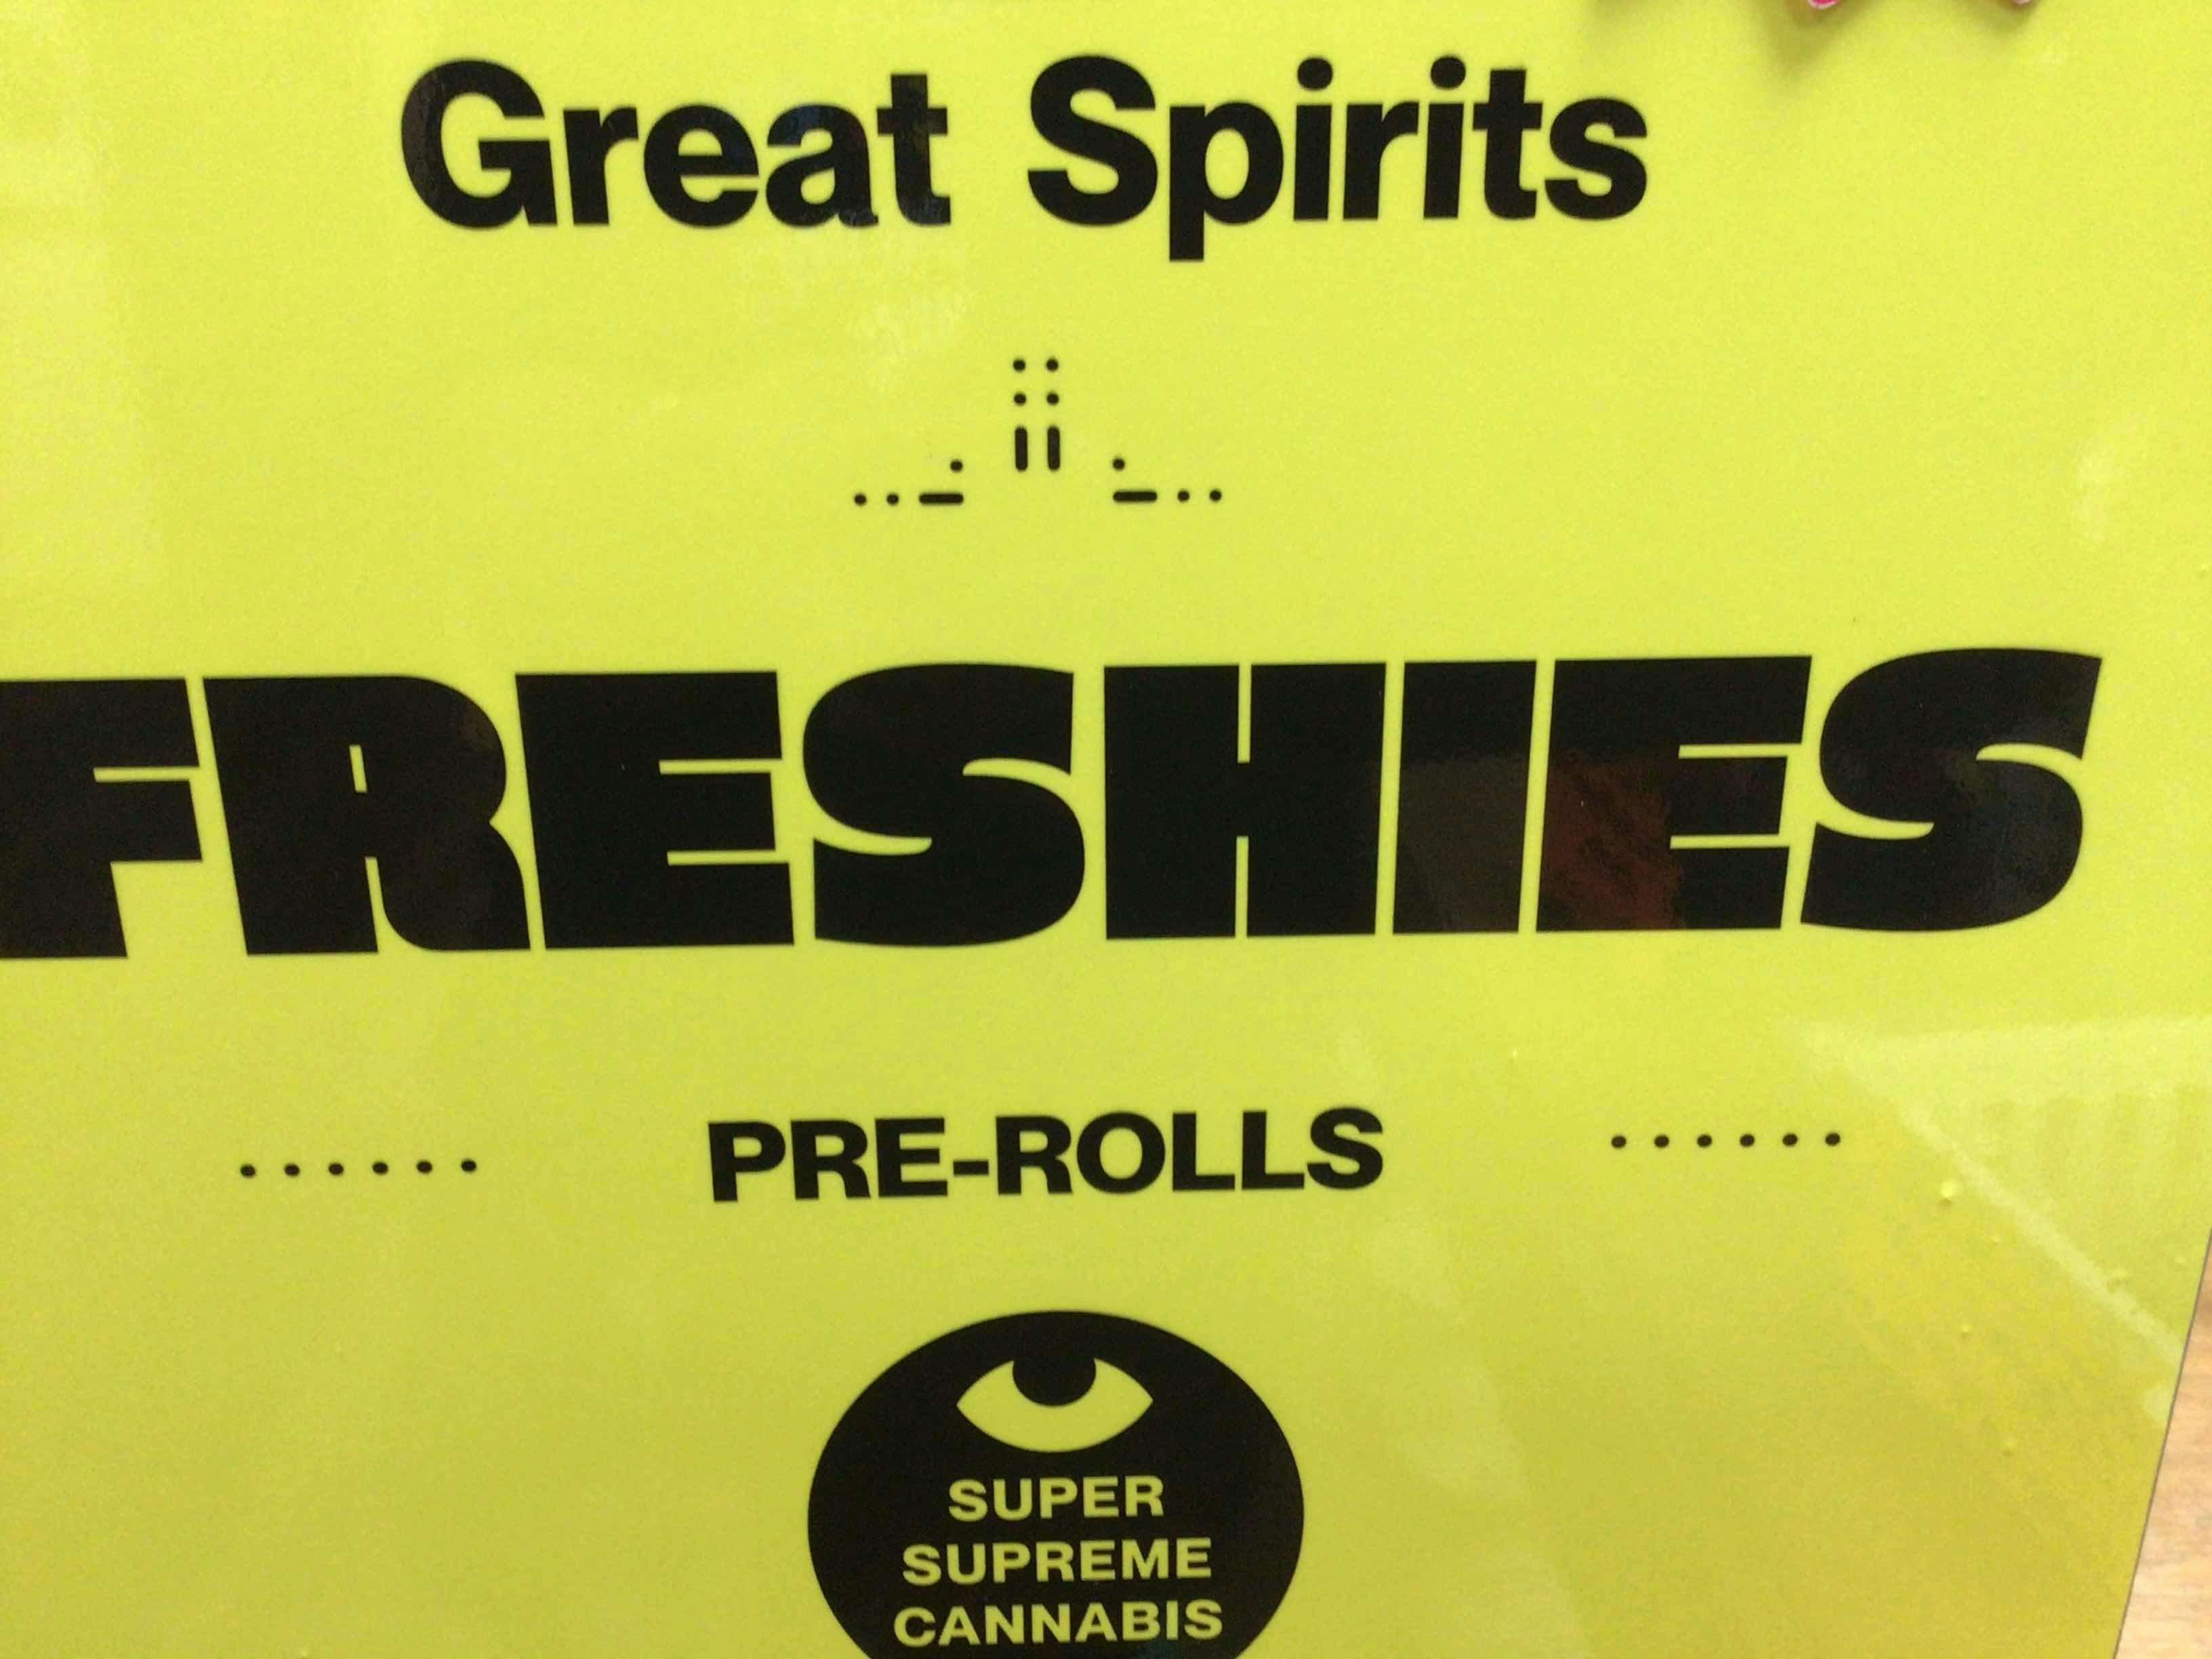 Great Spirits
FRESHIES
PRE-ROLLS
SUPER
SUPREME
CANNABIS